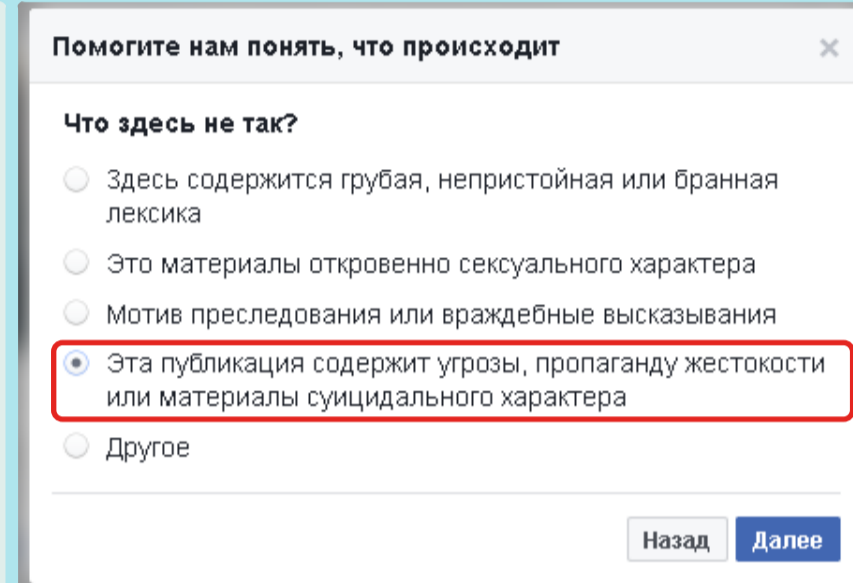 Помогите нам понять, что происходит
Что здесь не так?
Здесь содержится грубая, непристойная или бранная
лексика
Это материалы откровенно сексуального характера
Мотив преследования или враждебные высказывания
Эта публикация содержит угрозы, пропаганду жестокости
или материалы суицидального характера
Другое
Назад Далее